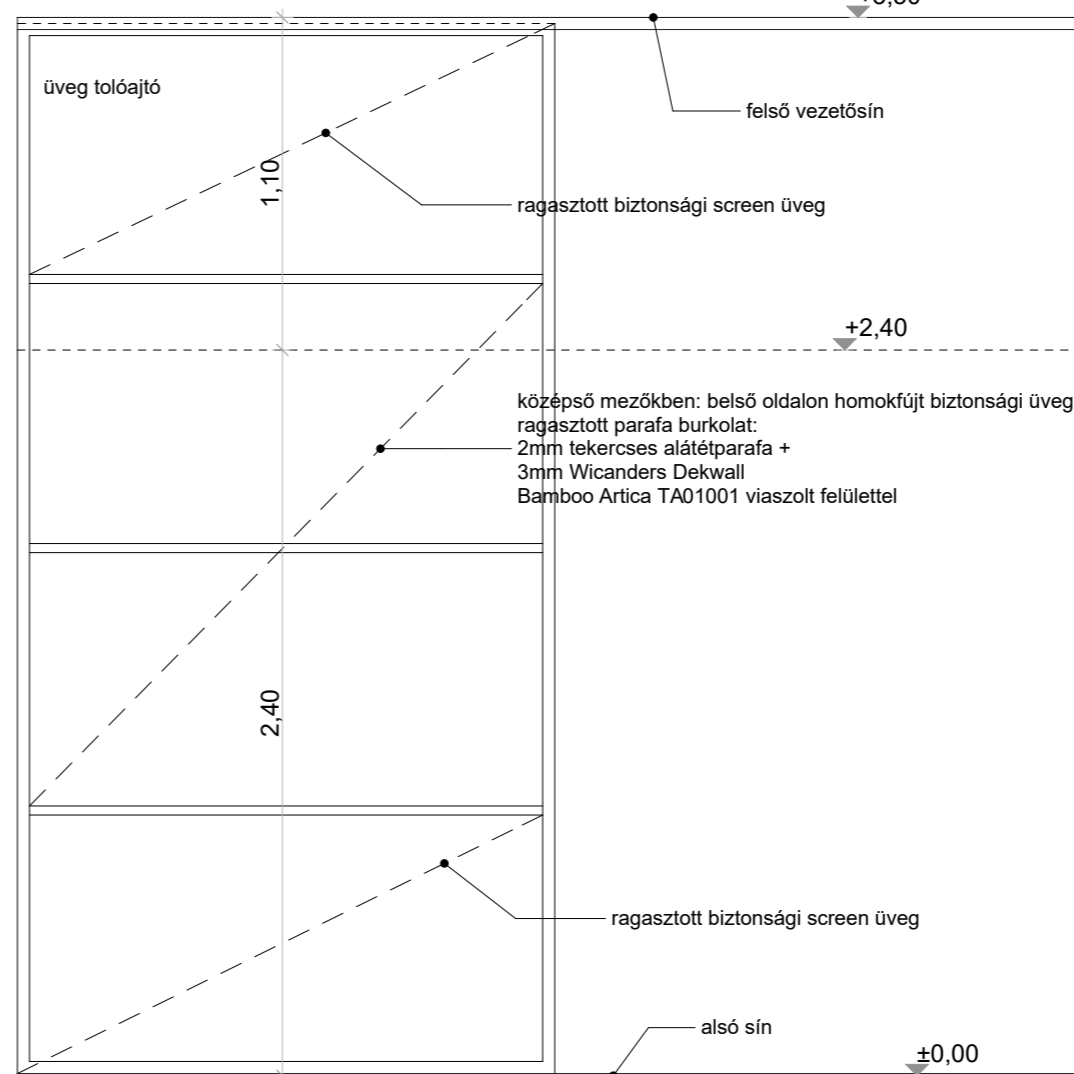 üveg tolóajtó
felső vezetősín
1,10
ragasztott biztonsági screen üveg
+2,40
középső mezőkben: belső oldalon homokfújt biztonsági üveg
ragasztott parafa burkolat:
2mm tekercses alátétparafa +
3mm Wicanders Dekwall
Bamboo Artica TA01001 viaszolt felülettel
2,40
ragasztott biztonsági screen üveg
alsó sín
±0,00